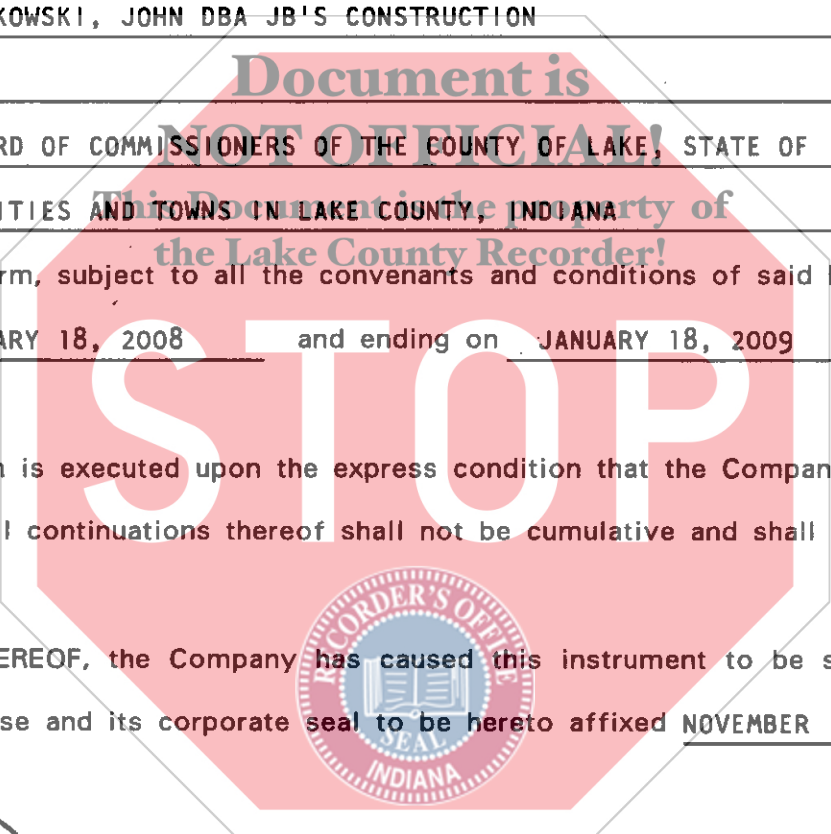 KOWSKI, JOHN DBA JB'S CONSTRUCTION
Document is
NOT OFFICIAL!
RD OF COMMISSIONERS OF THE COUNTY OF LAKE, STATE OF
This Document is the property of
ITIES AND TOWNS IN LAKE COUNTY, INDIANA
the Lake County Recorder!
rm, subject to all the convenants and conditions of said
ARY 18, 2008 and ending on JANUARY 18, 2009
STOP
is executed upon the express condition that the Compan
l continuations thereof shall not be cumulative and shall
EREOF, the Company has caused this instrument to be s
se and its corporate seal to be hereto affixed NOVEMBER
RECORDER'S OFFICE
SEAL
INDIANA